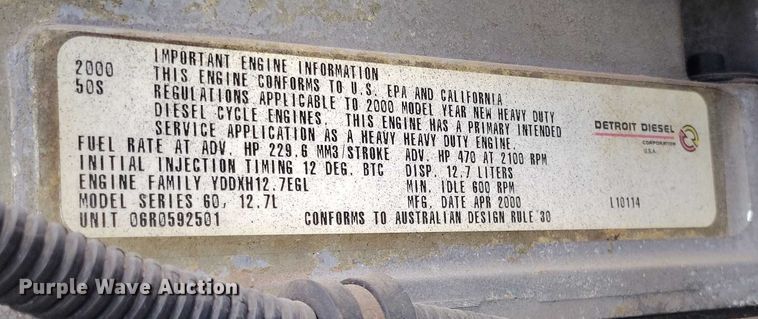 2000
50S
IMPORTANT ENGINE INFORMATION
THIS ENGINE CONFORMS TO U.S. EPA AND CALIFORNIA
REGULATIONS APPLICABLE TO 2000 MODEL YEAR NEW HEAVY DUTY
DIESEL CYCLE ENGINES. THIS ENGINE HAS A PRIMARY INTENDED
SERVICE APPLICATION AS A HEAVY HEAVY DUTY ENGINE.
FUEL RATE AT ADV. HP 229.6 MM3/STROKE ADV. HP 470 AT 2100 RPM
INITIAL INJECTION TIMING 12 DEG. BTC DISP. 12.7 LITERS
ENGINE FAMILY YDDXH12.7EGL MIN. IDLE 600 RPM
MODEL SERIES 60, 12.7L MFG. DATE APR 2000 L10114
UNIT 06R0592501 CONFORMS TO AUSTRALIAN DESIGN RULE 30
DETROIT DIESEL
CORPORATION
U.S.A.
Purple Wave Auction